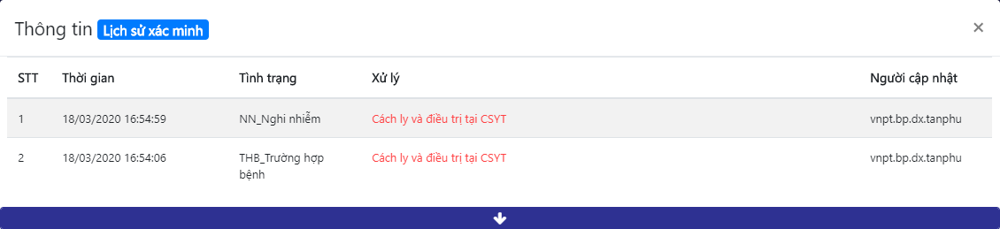 Thông tin Lịch sử xác minh ×
STT Thời gian Tình trạng Xử lý Người cập nhật
1 18/03/2020 16:54:59 NN_Nghi nhiễm Cách ly và điều trị tại CSYT vnpt.bp.dx.tanphu
2 18/03/2020 16:54:06 THB_Trường hợp Cách ly và điều trị tại CSYT vnpt.bp.dx.tanphu
bệnh